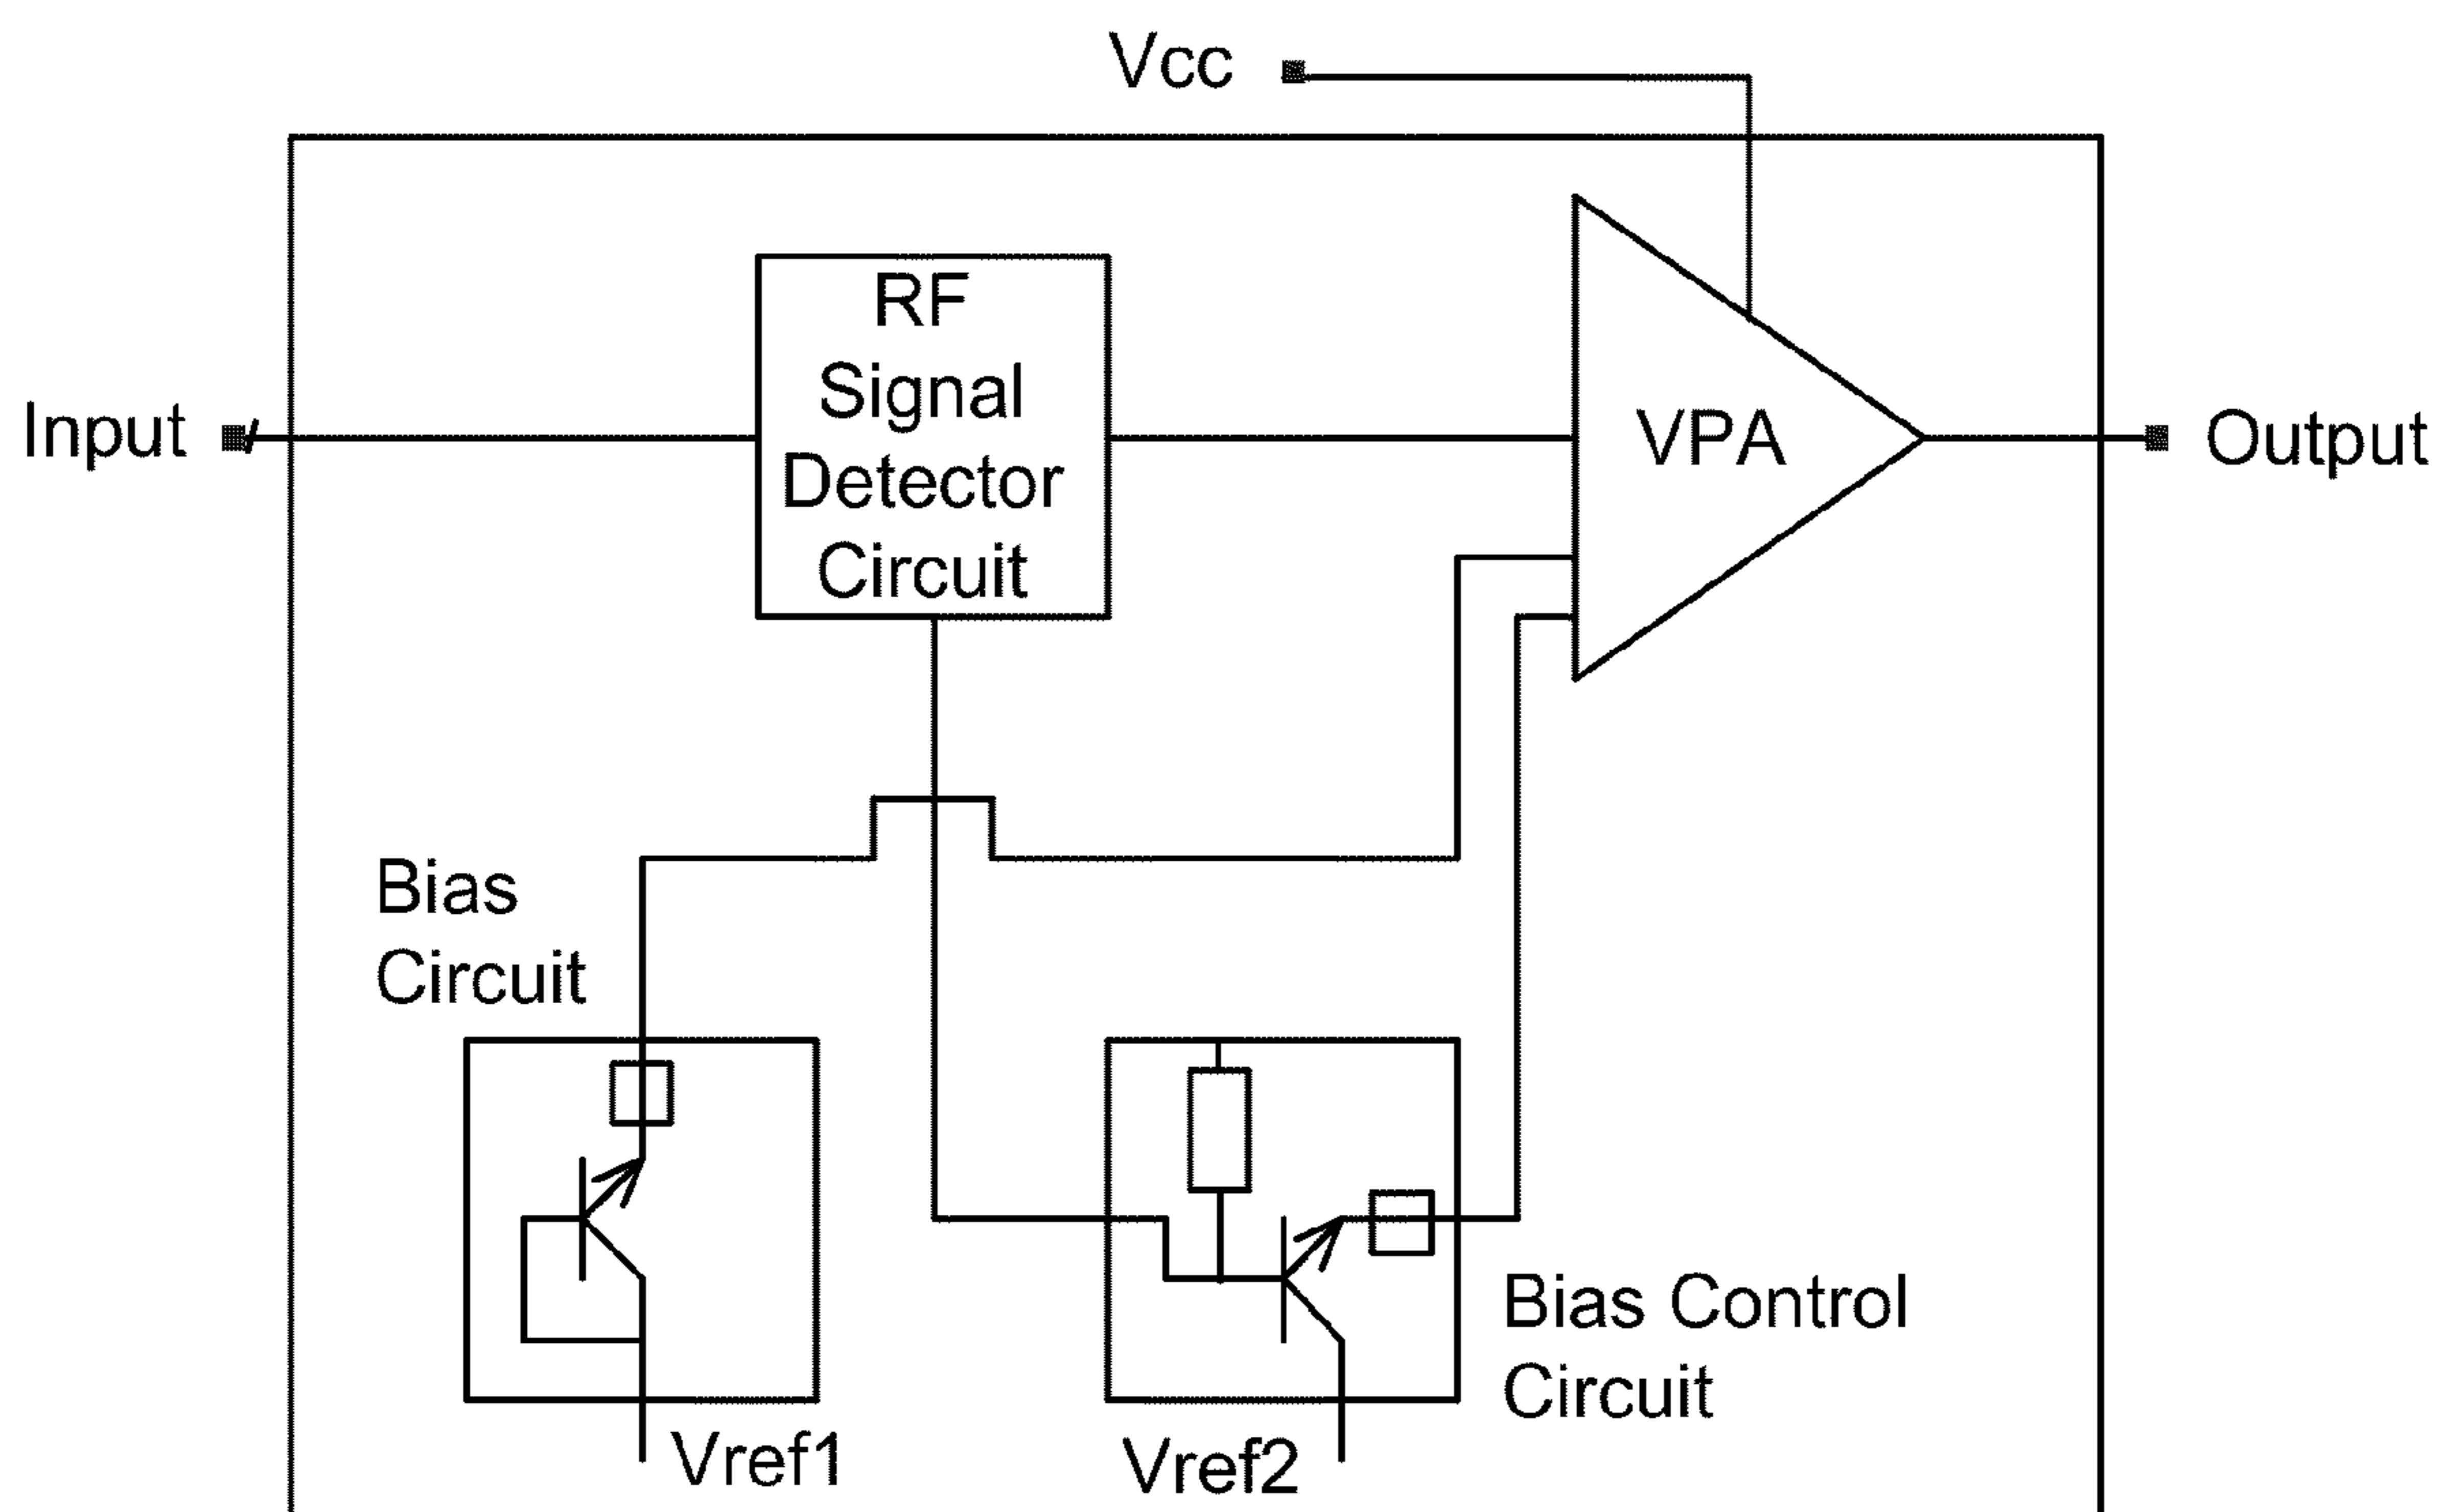 Vcc
RF
Signal
Detector
Circuit
Input
VPA
Output
Bias
Circuit
Bias Control
Circuit
Vref1
Vref2